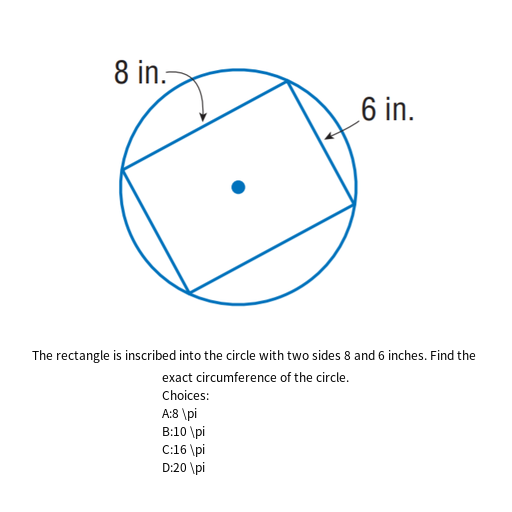 8 in.
6 in.
The rectangle is inscribed into the circle with two sides 8 and 6 inches. Find the
exact circumference of the circle.
Choices:
A:8 \pi
B:10 \pi
C:16 \pi
D:20 \pi